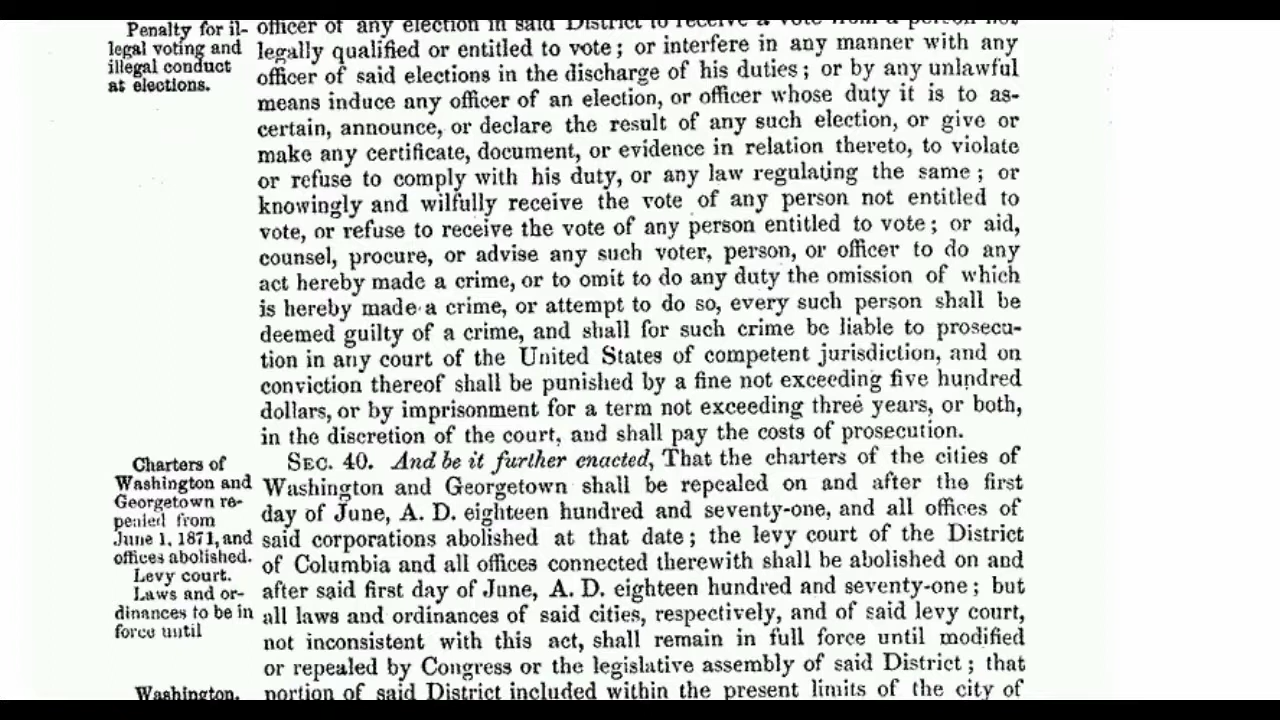 Penalty for il-
legal voting and
illegal conduct
at elections.
officer of any election in said District to receive a vote from a person not
legally qualified or entitled to vote; or interfere in any manner with any
officer of said elections in the discharge of his duties; or by any unlawful
means induce any officer of an election, or officer whose duty it is to as-
certain, announce, or declare the result of any such election, or give or
make any certificate, document, or evidence in relation thereto, to violate
or refuse to comply with his duty, or any law regulating the same; or
knowingly and wilfully receive the vote of any person not entitled to
vote, or refuse to receive the vote of any person entitled to vote; or aid,
counsel, procure, or advise any such voter, person, or officer to do any
act hereby made a crime, or to omit to do any duty the omission of which
is hereby made a crime, or attempt to do so, every such person shall be
deemed guilty of a crime, and shall for such crime be liable to prosecu-
tion in any court of the United States of competent jurisdiction, and on
conviction thereof shall be punished by a fine not exceeding five hundred
dollars, or by imprisonment for a term not exceeding three years, or both,
in the discretion of the court, and shall pay the costs of prosecution.
Charters of
Washington and
Georgetown re-
pealed from
June 1, 1871, and
offices abolished.
Levy court.
Laws and or-
dinances to be in
force until
SEC. 40. And be it further enacted, That the charters of the cities of
Washington and Georgetown shall be repealed on and after the first
day of June, A. D. eighteen hundred and seventy-one, and all offices of
said corporations abolished at that date; the levy court of the District
of Columbia and all offices connected therewith shall be abolished on and
after said first day of June, A. D. eighteen hundred and seventy-one; but
all laws and ordinances of said cities, respectively, and of said levy court,
not inconsistent with this act, shall remain in full force until modified
or repealed by Congress or the legislative assembly of said District; that
Washington.
portion of said District included within the present limits of the city of